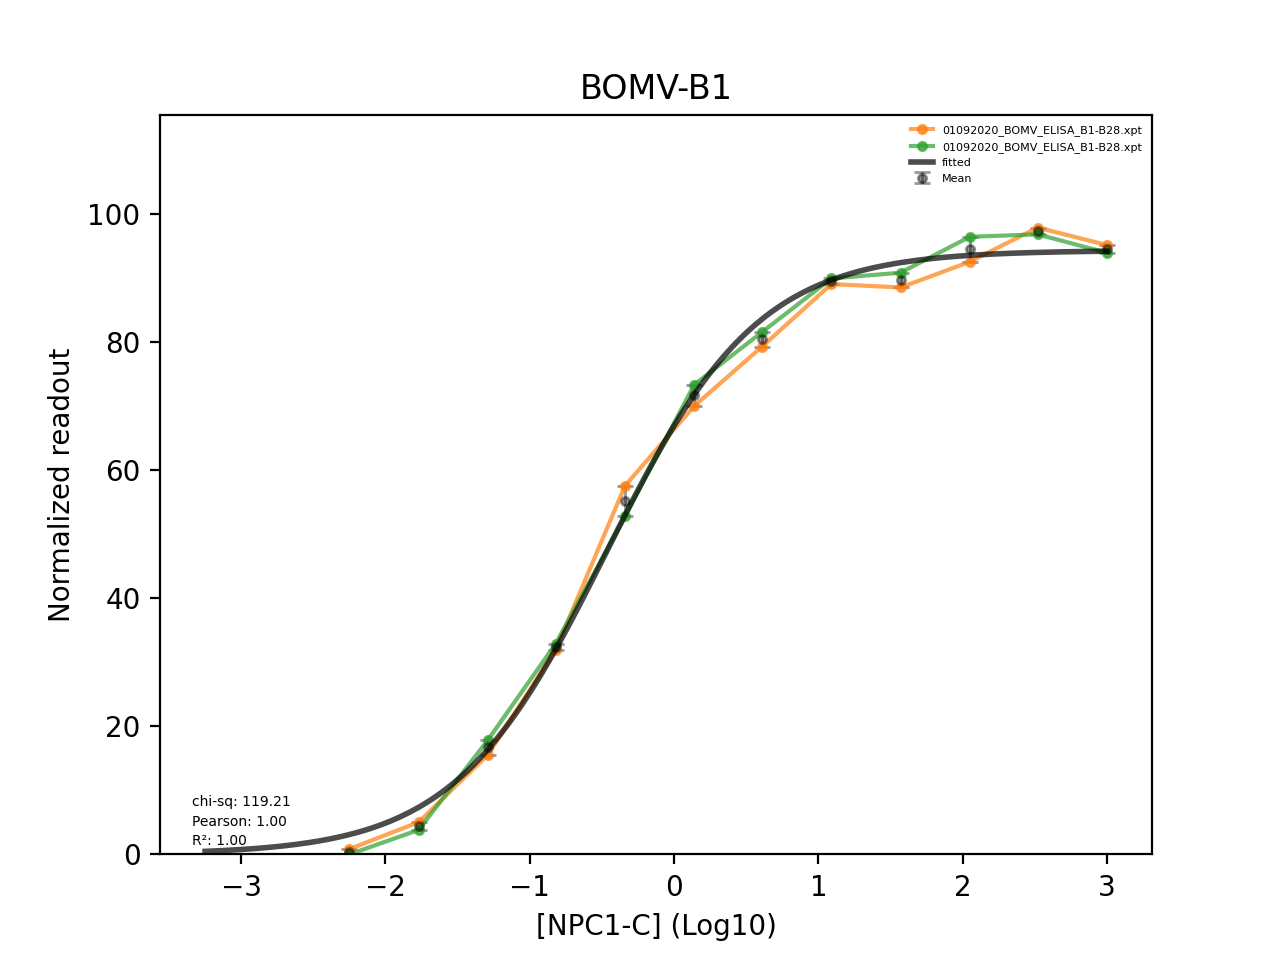 BOMV-B1
01092020_BOMV_ELISA_B1-B28.xpt
01092020_BOMV_ELISA_B1-B28.xpt
fitted
Mean
100
80
60
40
20
0
Normalized readout
chi-sq: 119.21
Pearson: 1.00
R²: 1.00
−3 −2 −1 0 1 2 3
[NPC1-C] (Log10)